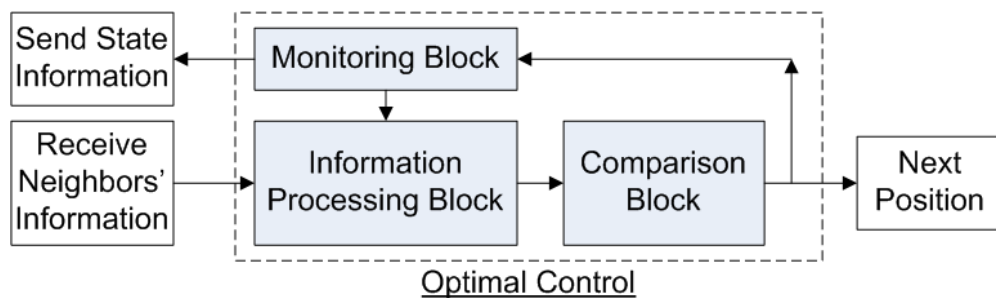 Send State
Information
Monitoring Block
Receive
Neighbors’
Information
Information
Processing Block
Comparison
Block
Next
Position
Optimal Control